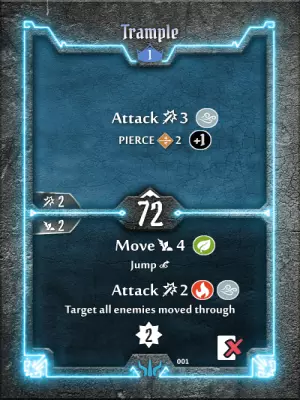 Trample
1
Attack 3
PIERCE 2 +1
2
72
2
Move 4
Jump
Attack 2
Target all enemies moved through
2
001